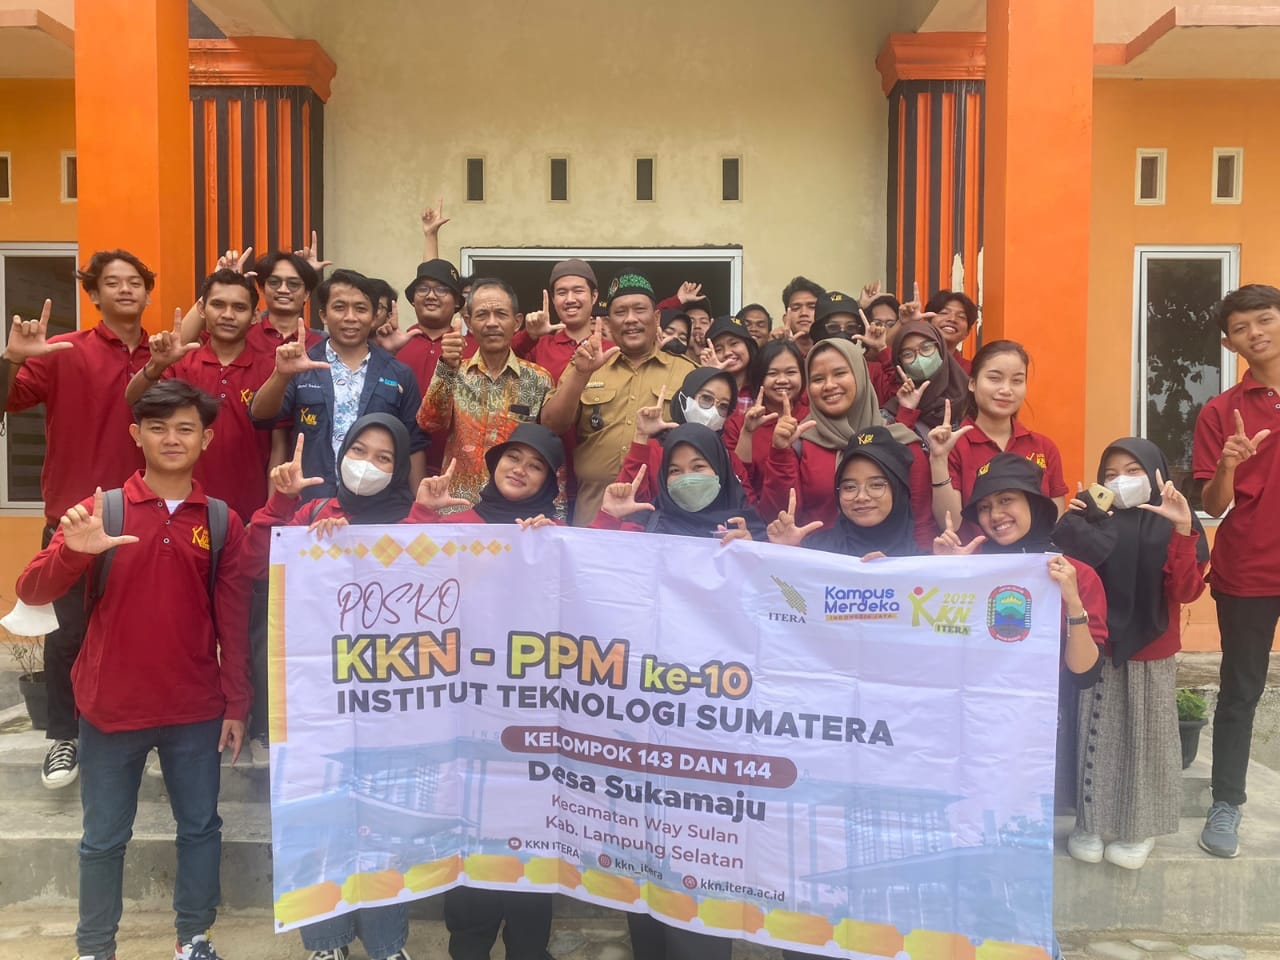 POSKO
KKN - PPM ke-10
INSTITUT TEKNOLOGI SUMATERA
KELOMPOK 143 DAN 144
Desa Sukamaju
Kecamatan Way Sulan
Kab. Lampung Selatan
KKN ITERA kkn_itera kkn.itera.ac.id
ITERA
Kampus
Merdeka
INDONESIA JAYA
2022
KKN
ITERA